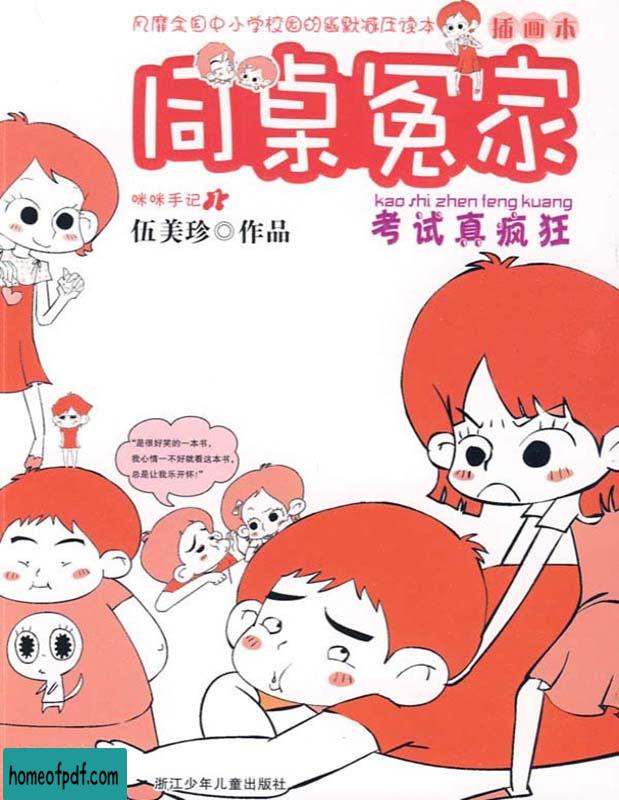 风靡全国中小学校园的幽默减压读本
插画本
同桌冤家
咪咪手记1
kao shi zhen feng kuang
伍美珍◎作品
考试真疯狂
“是很好笑的一本书。
我心情一不好就看这本书，
总是让我乐开怀！”
浙江少年儿童出版社
homeofpdf.com